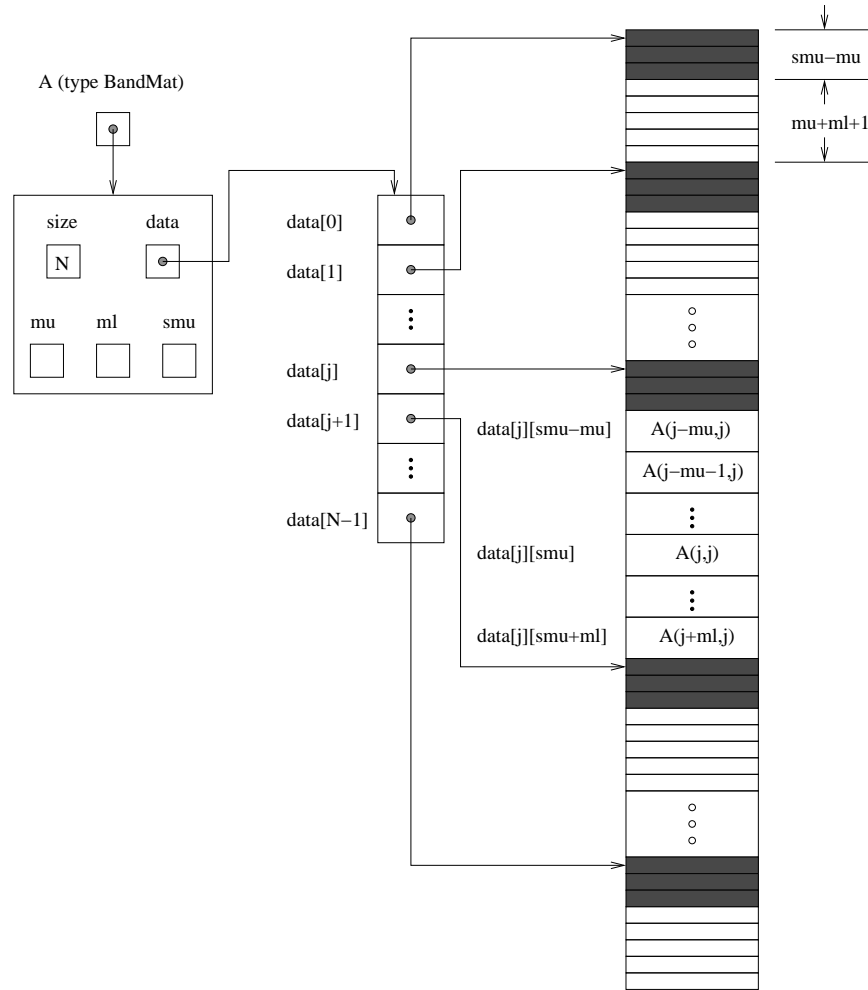 A (type BandMat)
size
data
N
mu
ml
smu
data[0]
data[1]
data[j]
data[j+1]
data[N−1]
data[j][smu−mu]
data[j][smu]
data[j][smu+ml]
A(j−mu,j)
A(j−mu−1,j)
A(j,j)
A(j+ml,j)
smu−mu
mu+ml+1